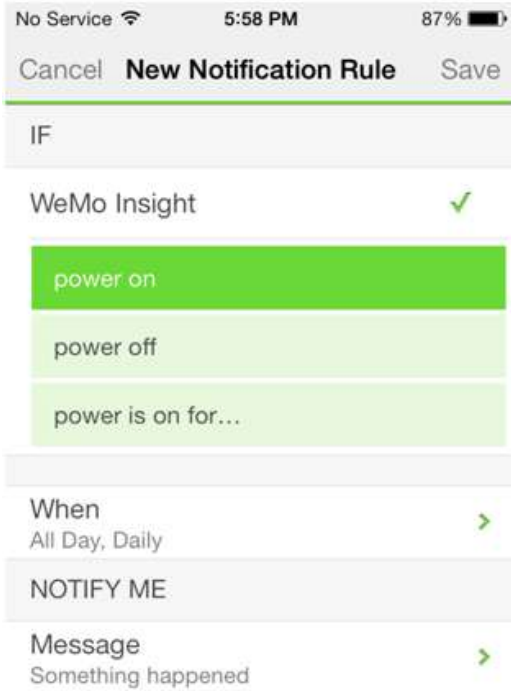 No Service 5:58 PM 87%
Cancel New Notification Rule Save
IF
WeMo Insight
power on
power off
power is on for...
When
All Day, Daily
NOTIFY ME
Message
Something happened